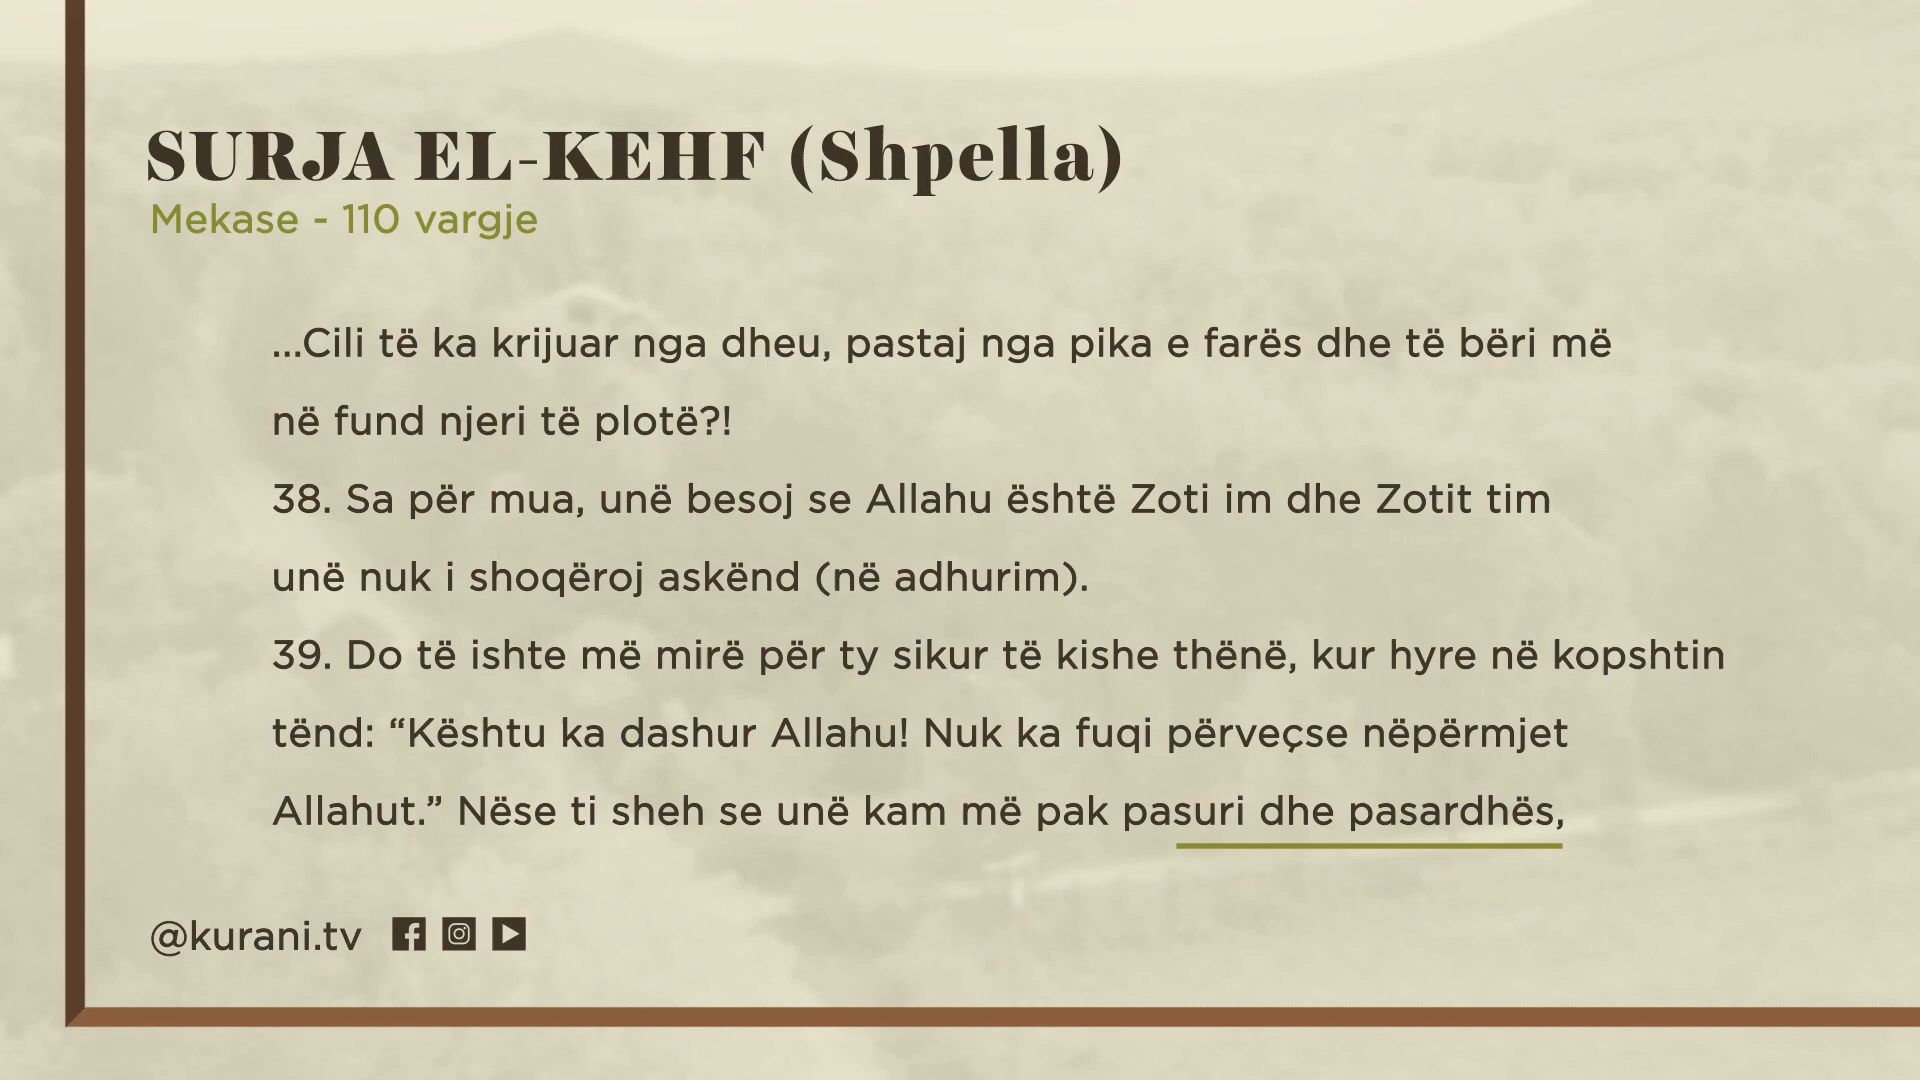 SURJA EL-KEHF (Shpella)
Mekase - 110 vargje
...Cili të ka krijuar nga dheu, pastaj nga pika e farës dhe të bëri më
në fund njeri të plotë?!
38. Sa për mua, unë besoj se Allahu është Zoti im dhe Zotit tim
unë nuk i shoqëroj askënd (në adhurim).
39. Do të ishte më mirë për ty sikur të kishe thënë, kur hyre në kopshtin
tënd: “Kështu ka dashur Allahu! Nuk ka fuqi përveçse nëpërmjet
Allahut.” Nëse ti sheh se unë kam më pak pasuri dhe pasardhës,
@kurani.tv